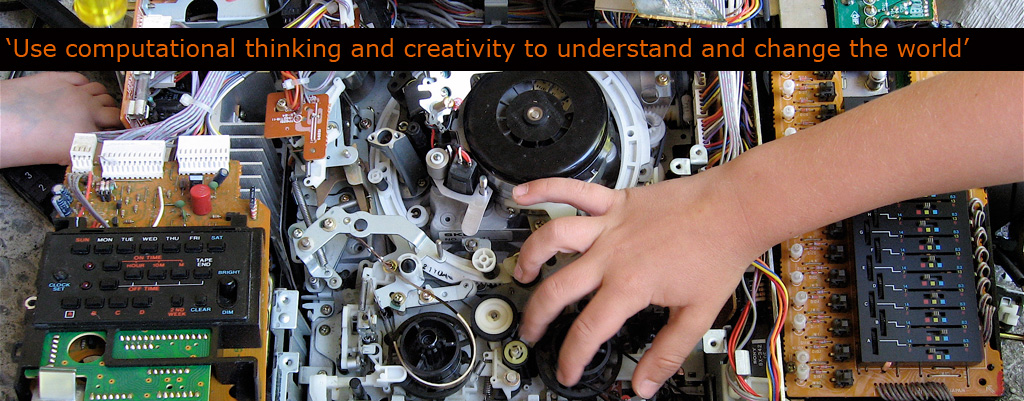 ‘Use computational thinking and creativity to understand and change the world’
SUN MON TUE WED THU FRI SAT
ON TIME
HOUR 10M M
TAPE
END
OFF TIME
CLOCK
SET
BRIGHT
B C D
2 MO
WEEK
CLEAR
DIM